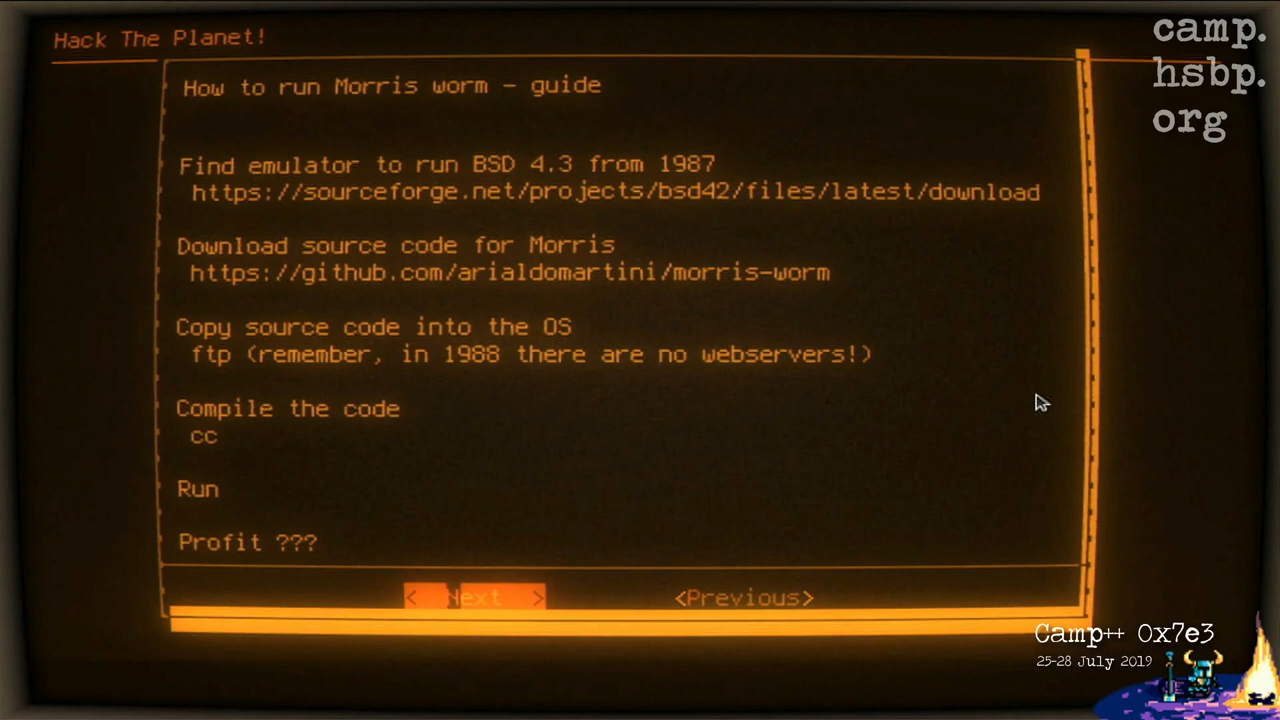 Hack The Planet!
camp.
hsbp.
org
How to run Morris worm - guide
Find emulator to run BSD 4.3 from 1987
https://sourceforge.net/projects/bsd42/files/latest/download
Download source code for Morris
https://github.com/arialdomartini/morris-worm
Copy source code into the OS
ftp (remember, in 1988 there are no webservers!)
Compile the code
cc
Run
Profit ???
< Next > <Previous>
Camp++ 0x7e3
25-28 July 2019